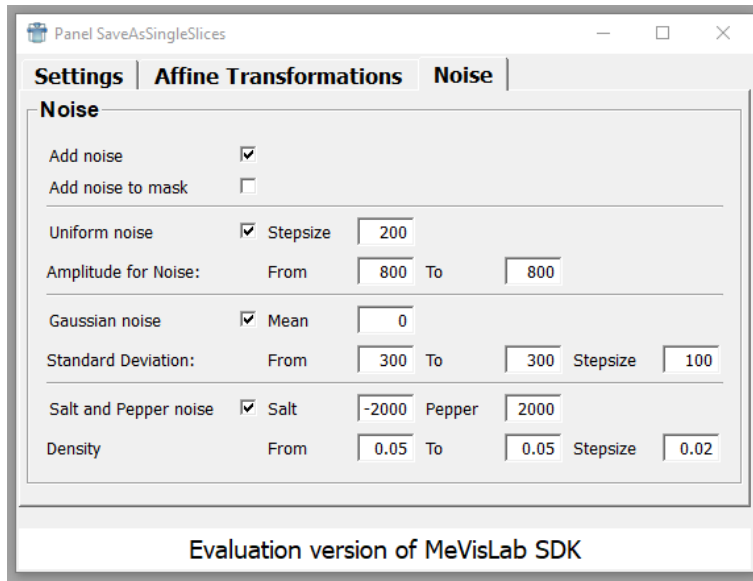 Panel SaveAsSingleSlices
Settings Affine Transformations Noise
Noise
Add noise
Add noise to mask
Uniform noise Stepsize 200
Amplitude for Noise: From 800 To 800
Gaussian noise Mean 0
Standard Deviation: From 300 To 300 Stepsize 100
Salt and Pepper noise Salt -2000 Pepper 2000
Density From 0.05 To 0.05 Stepsize 0.02
Evaluation version of MeVisLab SDK